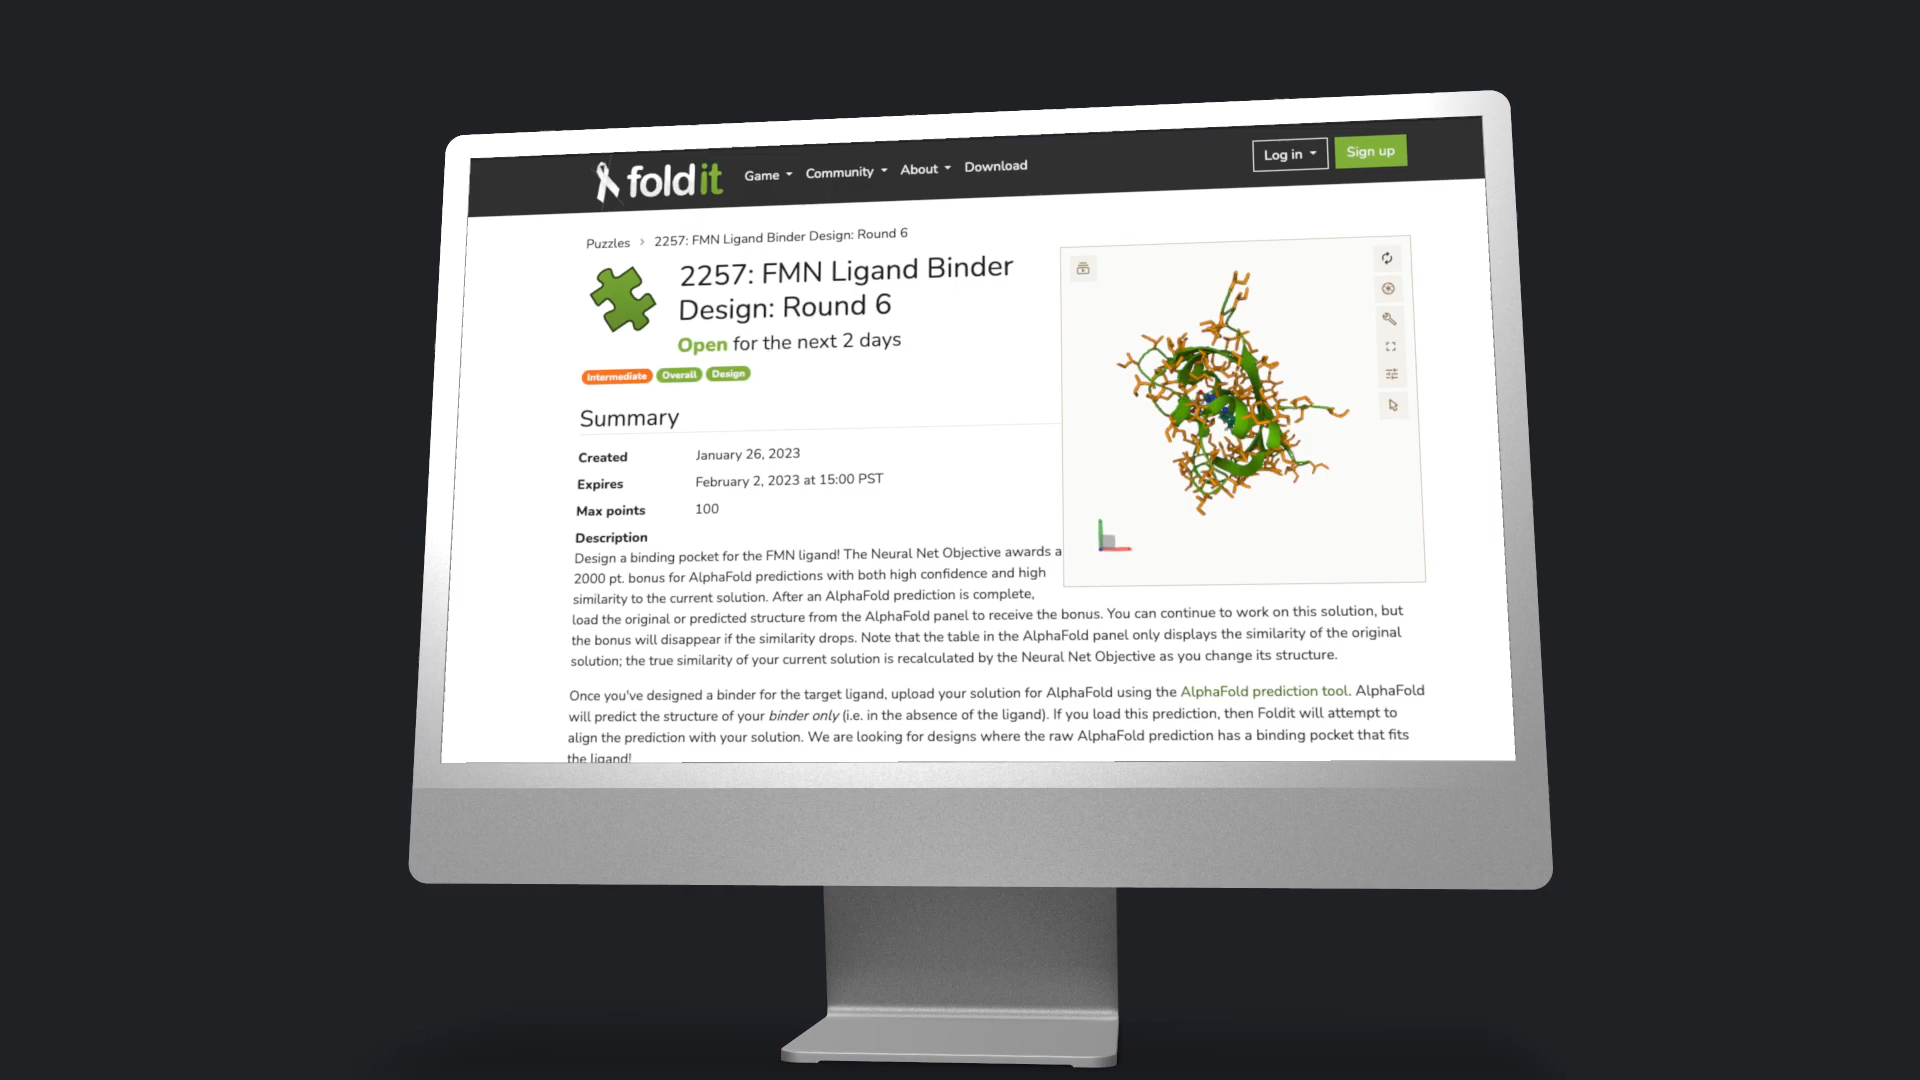 foldit
Game
Community
About
Download
Log in
Sign up
Puzzles > 2257: FMN Ligand Binder Design: Round 6
2257: FMN Ligand Binder
Design: Round 6
Open for the next 2 days
Intermediate
Overall
Design
Summary
Created January 26, 2023
Expires February 2, 2023 at 15:00 PST
Max points 100
Description
Design a binding pocket for the FMN ligand! The Neural Net Objective awards a
2000 pt. bonus for AlphaFold predictions with both high confidence and high
similarity to the current solution. After an AlphaFold prediction is complete,
load the original or predicted structure from the AlphaFold panel to receive the bonus. You can continue to work on this solution, but
the bonus will disappear if the similarity drops. Note that the table in the AlphaFold panel only displays the similarity of the original
solution; the true similarity of your current solution is recalculated by the Neural Net Objective as you change its structure.
Once you've designed a binder for the target ligand, upload your solution for AlphaFold using the AlphaFold prediction tool. AlphaFold
will predict the structure of your binder only (i.e. in the absence of the ligand). If you load this prediction, then Foldit will attempt to
align the prediction with your solution. We are looking for designs where the raw AlphaFold prediction has a binding pocket that fits
the ligand!